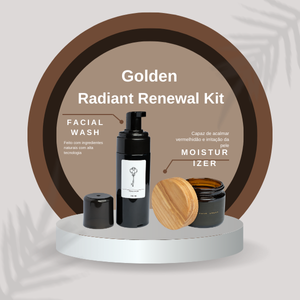 Golden
Radiant Renewal Kit
FACIAL
WASH
Feito com ingredientes
naturais com alta
tecnologia
Capaz de acalmar
vermelhidão e irritação da
pele
MOISTUR
IZER